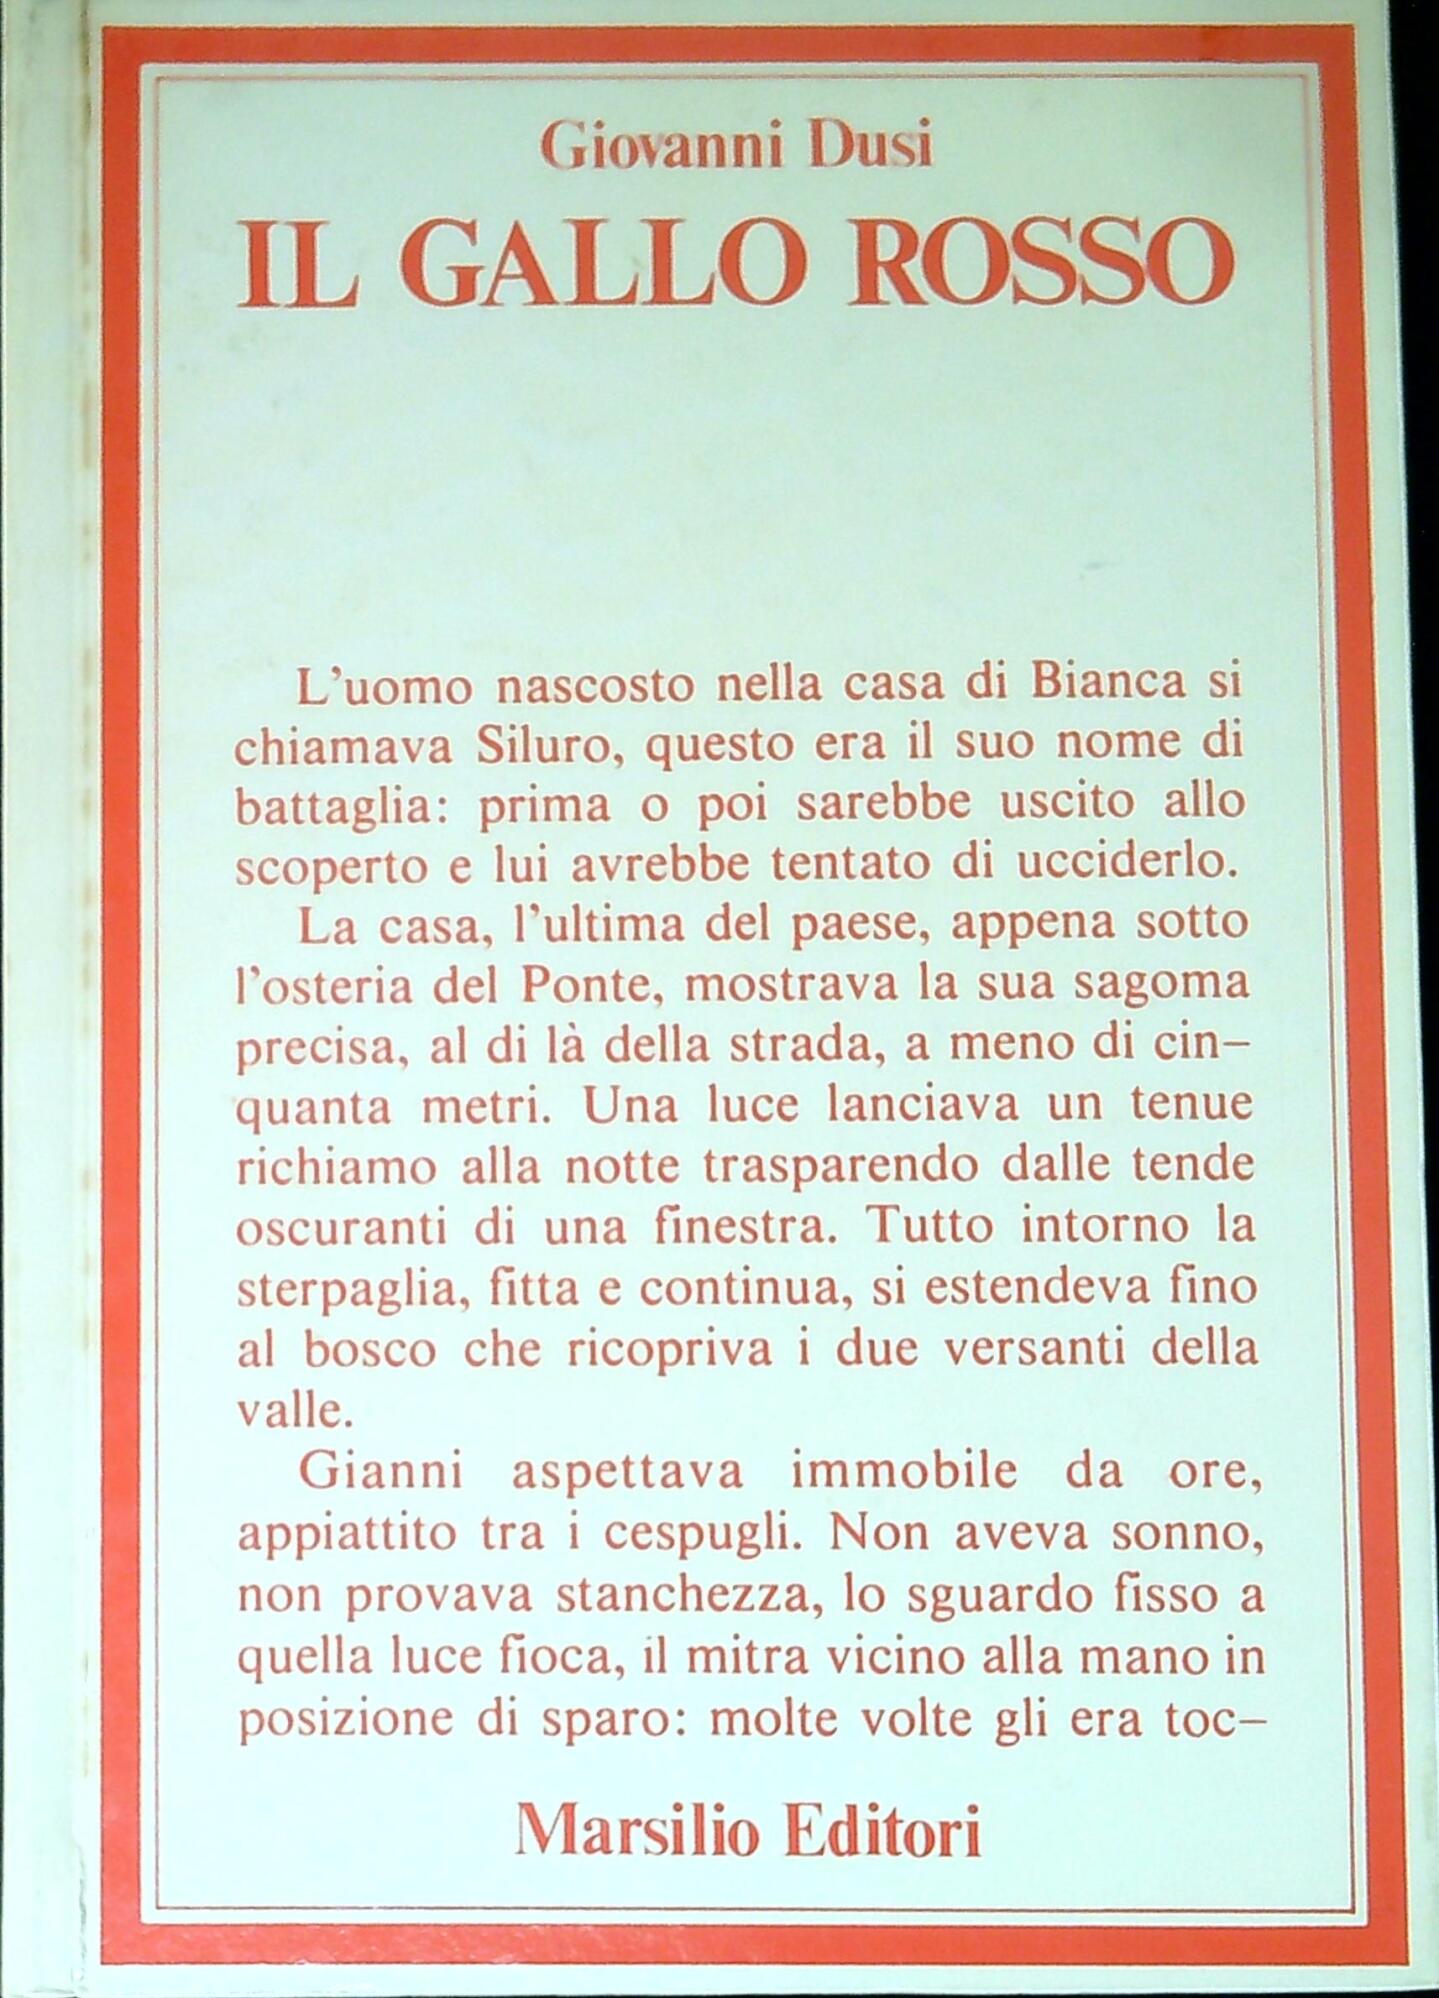 Giovanni Dusi
IL GALLO ROSSO
L'uomo nascosto nella casa di Bianca si
chiamava Siluro, questo era il suo nome di
battaglia: prima o poi sarebbe uscito allo
scoperto e lui avrebbe tentato di ucciderlo.
La casa, l'ultima del paese, appena sotto
l'osteria del Ponte, mostrava la sua sagoma
precisa, al di là della strada, a meno di cin-
quanta metri. Una luce lanciava un tenue
richiamo alla notte trasparendo dalle tende
oscuranti di una finestra. Tutto intorno la
sterpaglia, fitta e continua, si estendeva fino
al bosco che ricopriva i due versanti della
valle.
Gianni aspettava immobile da ore,
appiattito tra i cespugli. Non aveva sonno,
non provava stanchezza, lo sguardo fisso a
quella luce fioca, il mitra vicino alla mano in
posizione di sparo: molte volte gli era toc-
Marsilio Editori